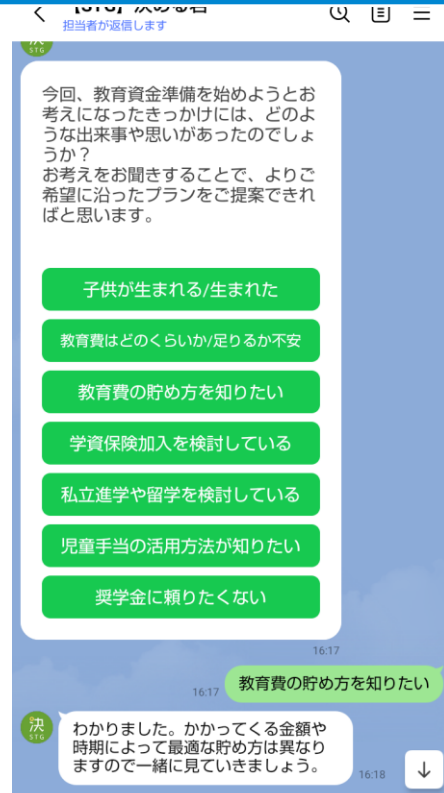 【STG】決める君
担当者が返信します
決
STG
今回、教育資金準備を始めようとお
考えになったきっかけには、どのよ
うな出来事や思いがあったのでしょ
うか？
お考えをお聞きすることで、よりご
希望に沿ったプランをご提案できれ
ばと思います。
子供が生まれる/生まれた
教育費はどのくらいか/足りるか不安
教育費の貯め方を知りたい
学資保険加入を検討している
私立進学や留学を検討している
児童手当の活用方法が知りたい
奨学金に頼りたくない
16:17
16:17
教育費の貯め方を知りたい
決
STG
わかりました。かかってくる金額や
時期によって最適な貯め方は異なり
ますので一緒に見ていきましょう。
16:18